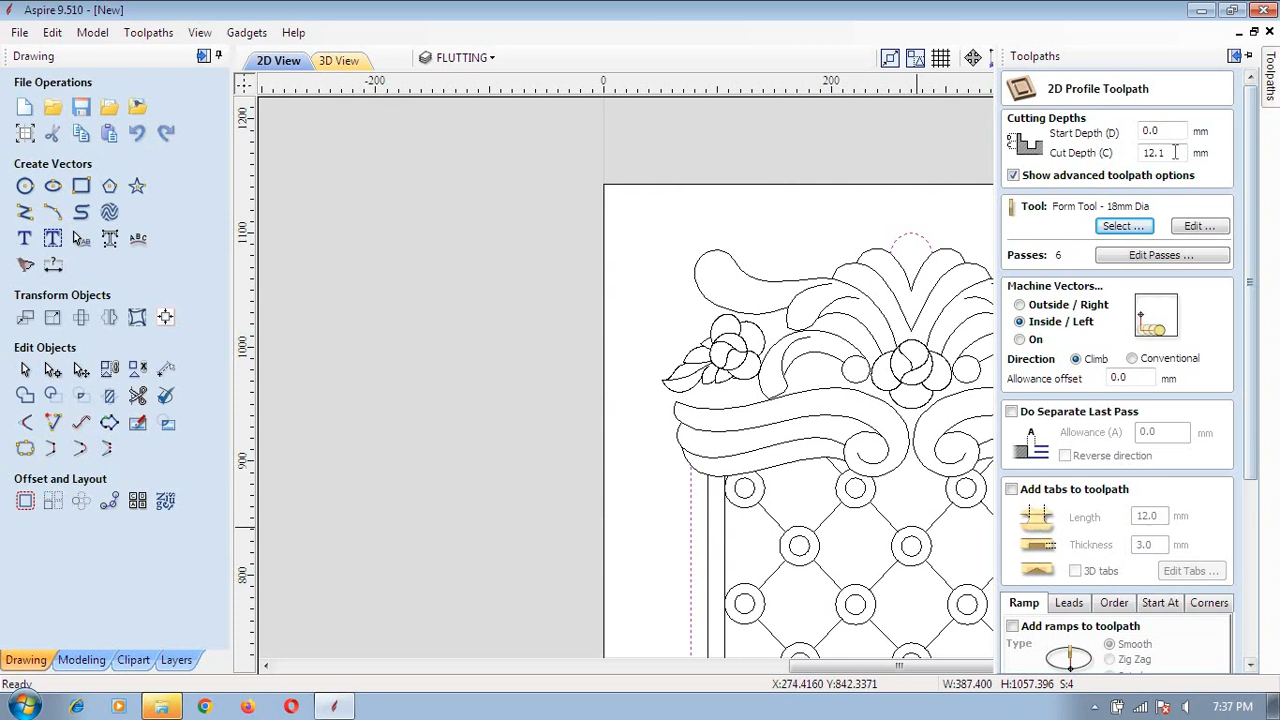 Aspire 9.510 - [New]
File Edit Model Toolpaths View Gadgets Help
Drawing
File Operations
Create Vectors
Transform Objects
Edit Objects
Offset and Layout
Drawing Modeling Clipart Layers
Ready
2D View 3D View FLUTTING
-200 0 200
1200
1100
1000
900
800
Toolpaths
Toolpaths
2D Profile Toolpath
Cutting Depths
Start Depth (D) 0.0 mm
Cut Depth (C) 12.1 mm
Show advanced toolpath options
Tool: Form Tool - 18mm Dia
Select ... Edit ...
Passes: 6 Edit Passes ...
Machine Vectors...
Outside / Right
Inside / Left
On
Direction Climb Conventional
Allowance offset 0.0 mm
Do Separate Last Pass
A Allowance (A) 0.0 mm
Reverse direction
Add tabs to toolpath
Length 12.0 mm
Thickness 3.0 mm
3D tabs Edit Tabs ...
Ramp Leads Order Start At Corners
Add ramps to toolpath
Type Smooth
Zig Zag
X:274.4160 Y:842.3371 W:387.400 H:1057.396 S:4
7:37 PM